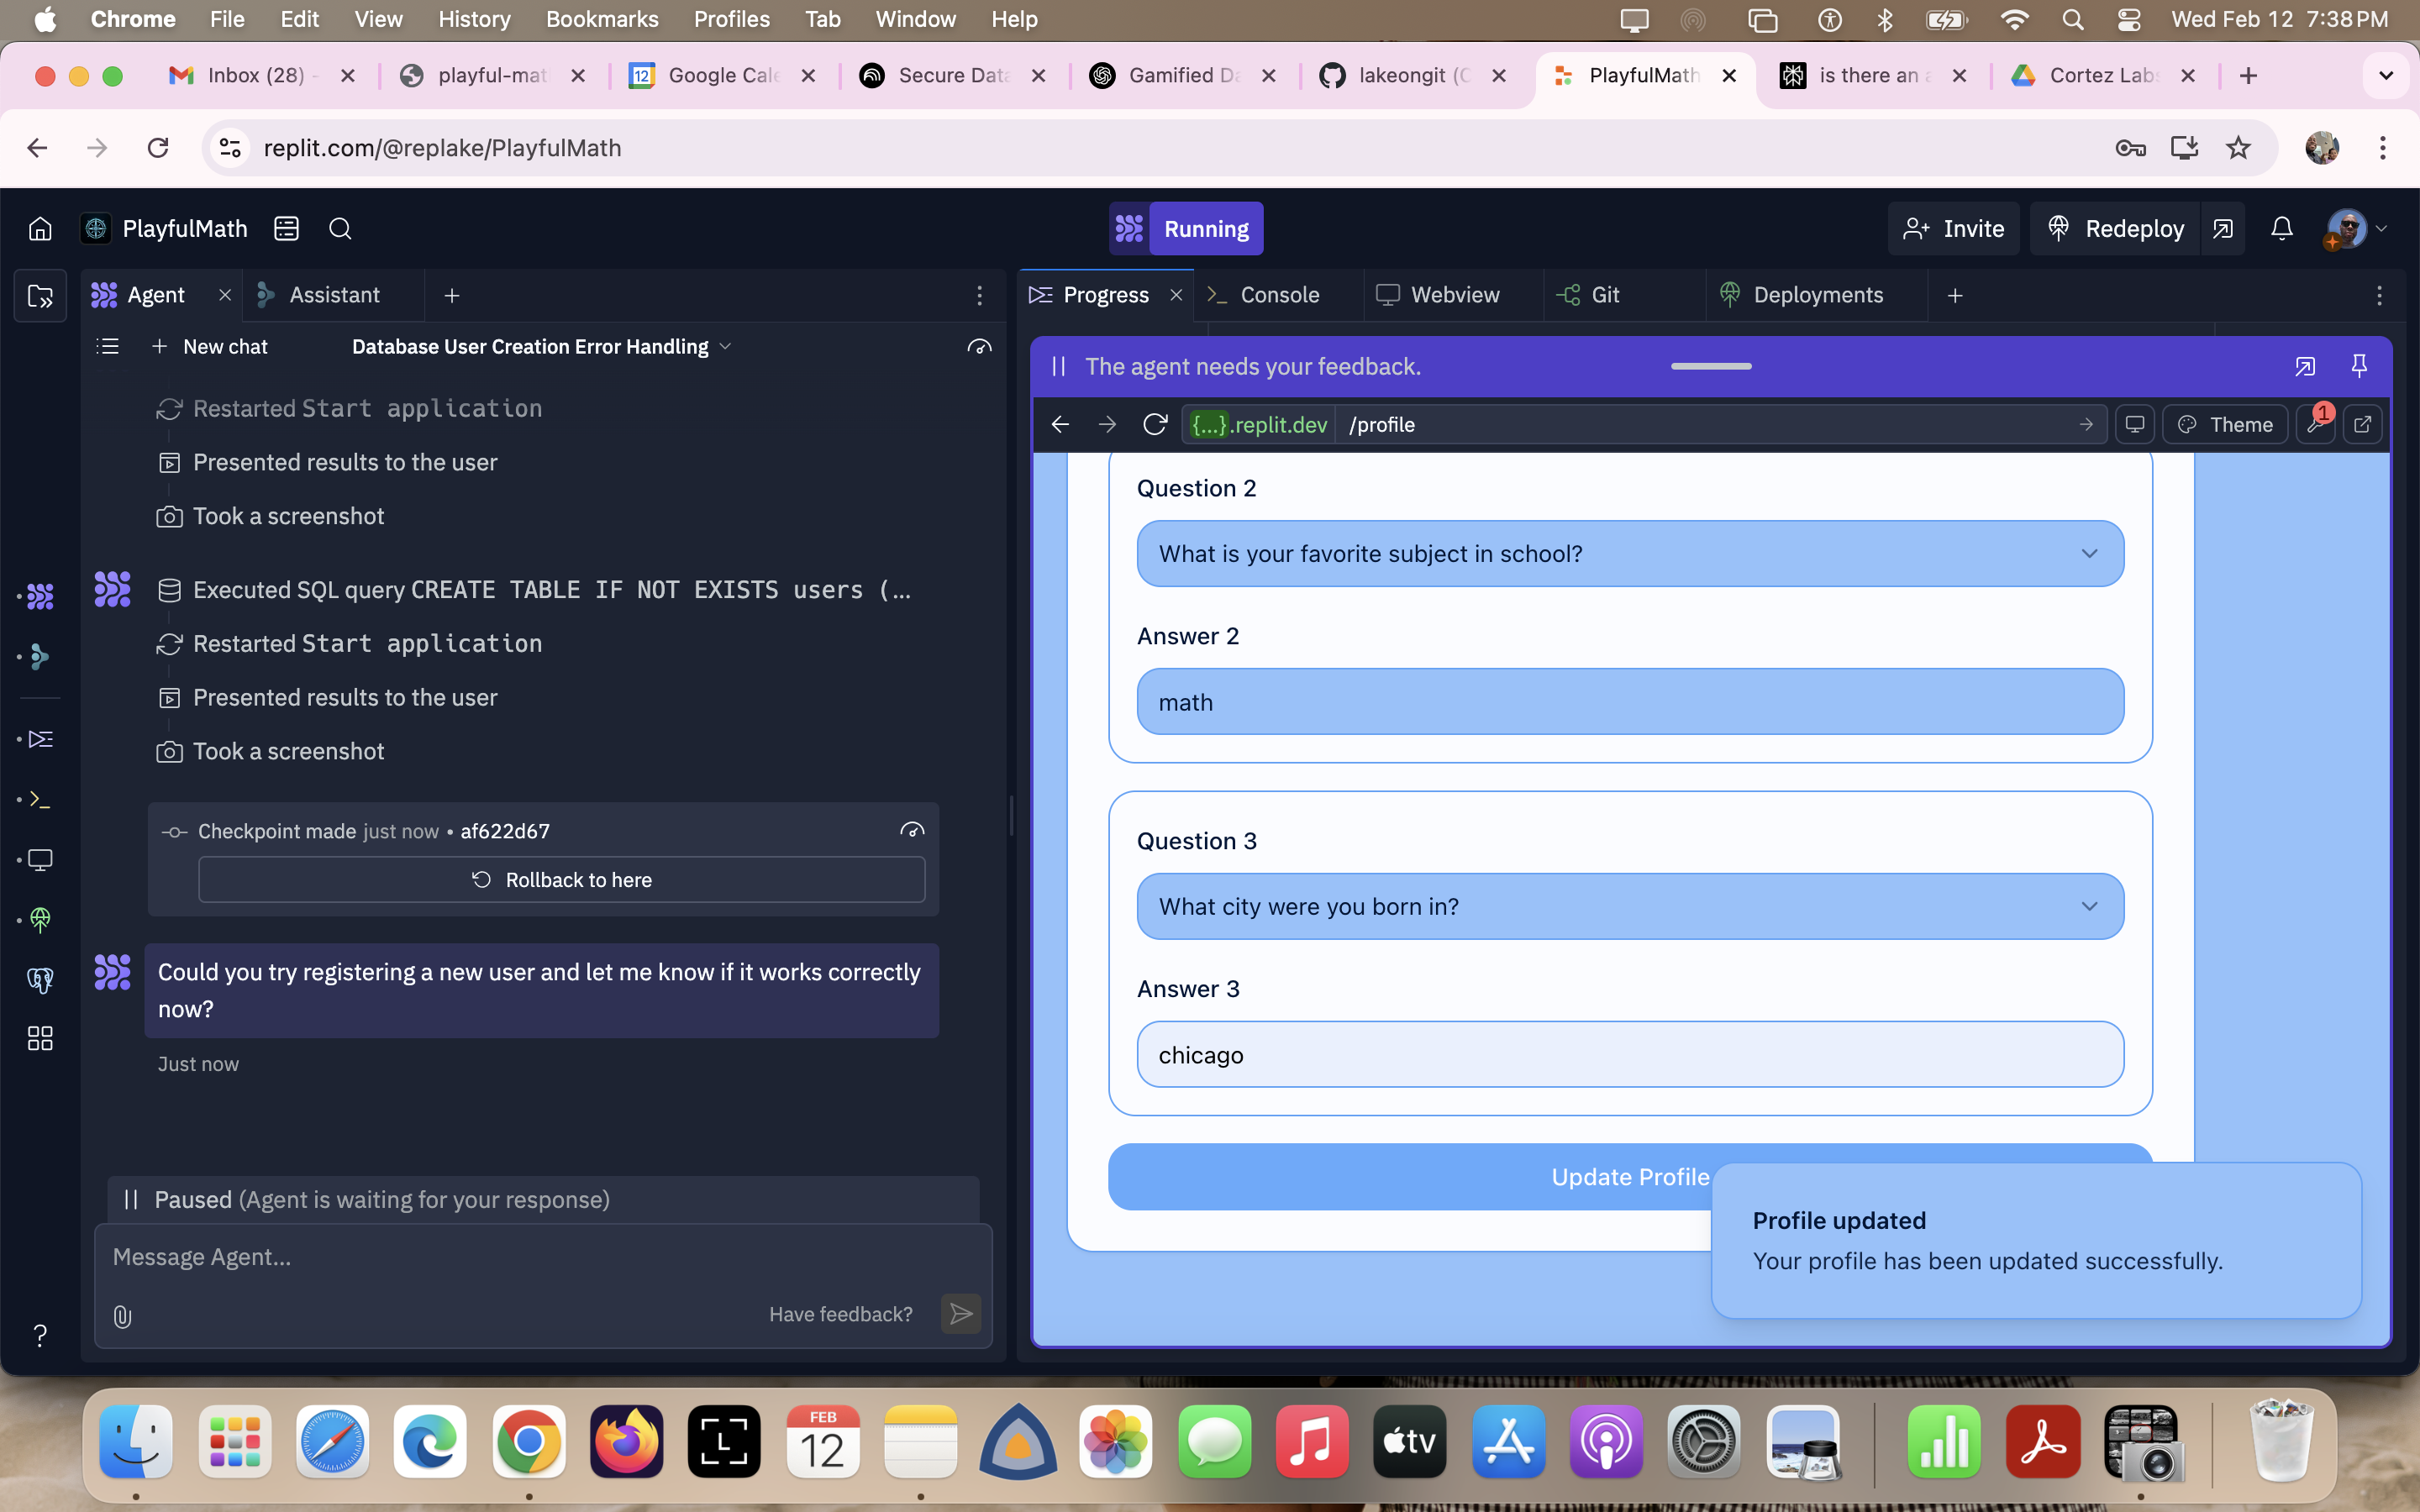 Chrome File Edit View History Bookmarks Profiles Tab Window Help Wed Feb 12 7:38 PM
Inbox (28) - playful-mat 12 Google Cale Secure Data Gamified Da lakeongit (C PlayfulMath is there an a Cortez Labs
replit.com/@replake/PlayfulMath
PlayfulMath Running Invite Redeploy
Agent Assistant
Progress Console Webview Git Deployments
New chat Database User Creation Error Handling
Restarted Start application
Presented results to the user
Took a screenshot
Executed SQL query CREATE TABLE IF NOT EXISTS users (...
Restarted Start application
Presented results to the user
Took a screenshot
Checkpoint made just now • af622d67
Rollback to here
Could you try registering a new user and let me know if it works correctly
now?
Just now
Paused (Agent is waiting for your response)
Message Agent...
Have feedback?
?
The agent needs your feedback.
{...}.replit.dev /profile Theme 1
Question 2
What is your favorite subject in school?
Answer 2
math
Question 3
What city were you born in?
Answer 3
chicago
Update Profile
Profile updated
Your profile has been updated successfully.
L FEB
12 tv